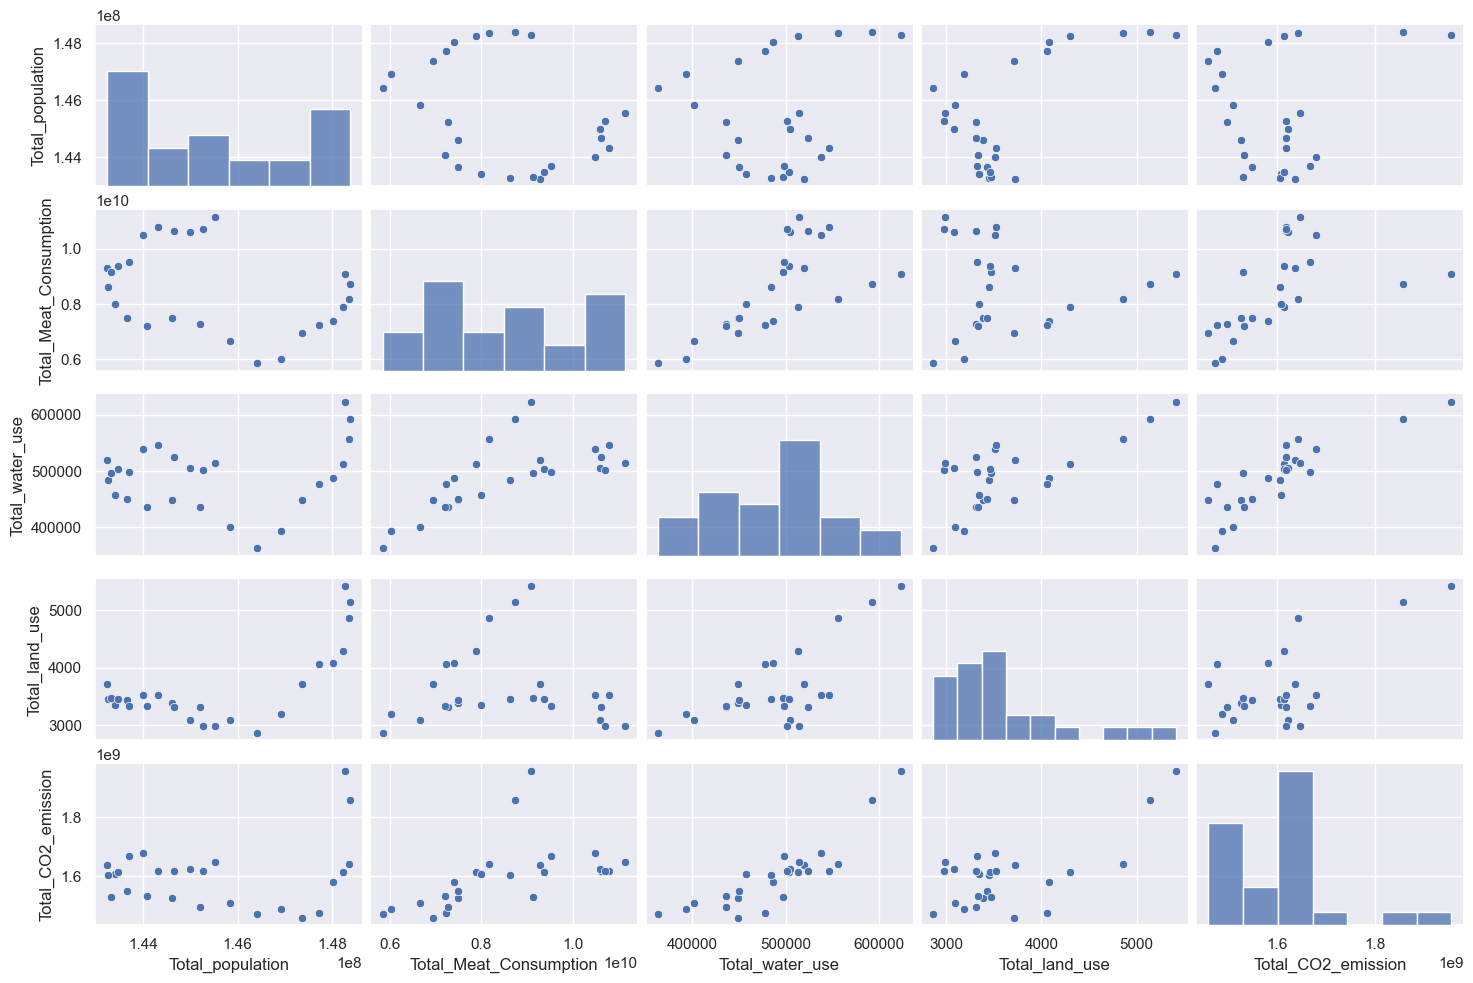 1e8
1.48
1.46
1.44
Total_population
1e10
1.0
0.8
0.6
Total_Meat_Consumption
600000
500000
400000
Total_water_use
5000
4000
3000
Total_land_use
1e9
1.8
1.6
Total_CO2_emission
1.44 1.46 1.48 0.6 0.8 1.0 400000 500000 600000 3000 4000 5000 1.6 1.8
Total_population 1e8 Total_Meat_Consumption 1e10 Total_water_use Total_land_use Total_CO2_emission 1e9